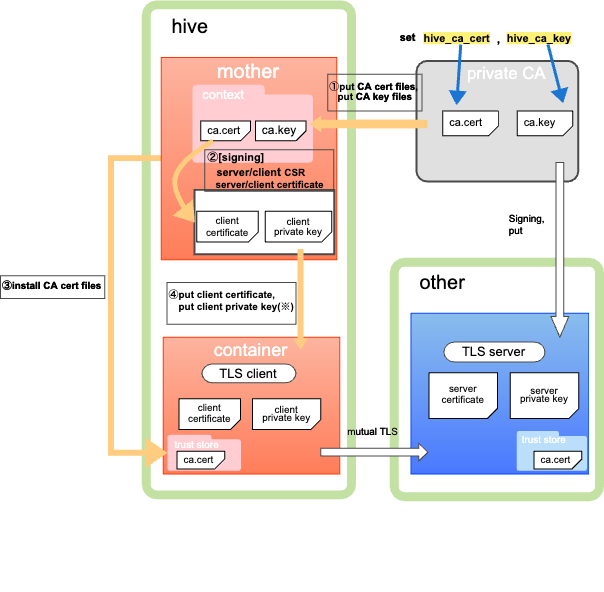 hive
set hive_ca_cert , hive_ca_key
mother
private CA
context
①put CA cert files,
put CA key files
ca.cert
ca.key
ca.cert
ca.key
②[signing]
server/client CSR
server/client certificate
client
certificate
client
private key
Signing,
put
③install CA cert files
④put client certificate,
put client private key(※)
other
container
TLS client
TLS server
client
certificate
client
private key
server
certificate
server
private key
mutual TLS
trust store
ca.cert
trust store
ca.cert